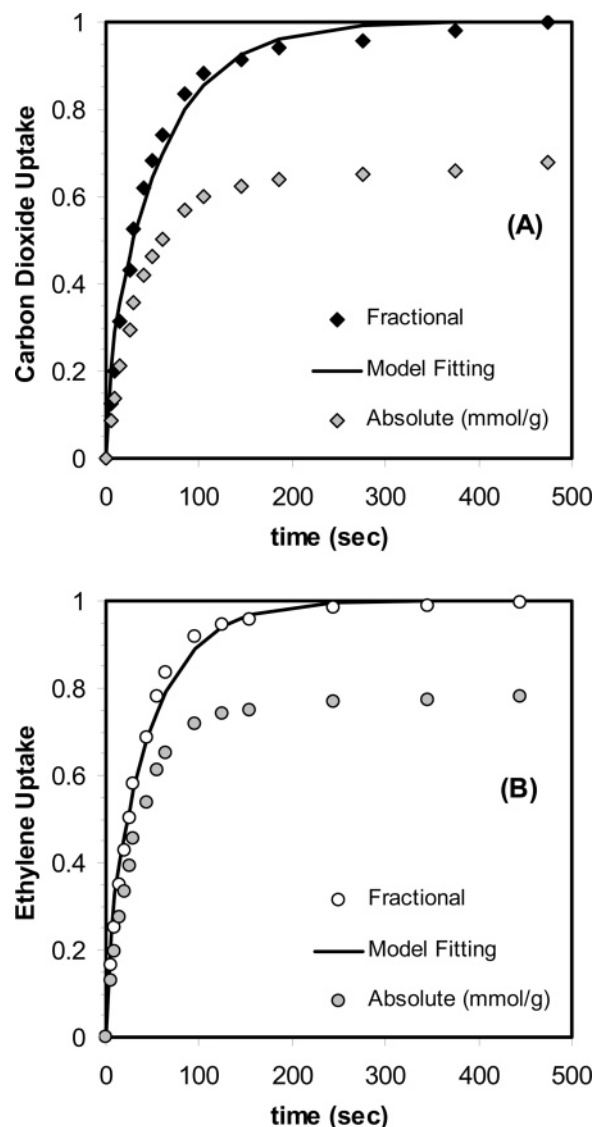 1
0.8
0.6
0.4
0.2
0
Carbon Dioxide Uptake
(A)
Fractional
Model Fitting
Absolute (mmol/g)
0 100 200 300 400 500
time (sec)
1
0.8
0.6
0.4
0.2
0
Ethylene Uptake
(B)
Fractional
Model Fitting
Absolute (mmol/g)
0 100 200 300 400 500
time (sec)